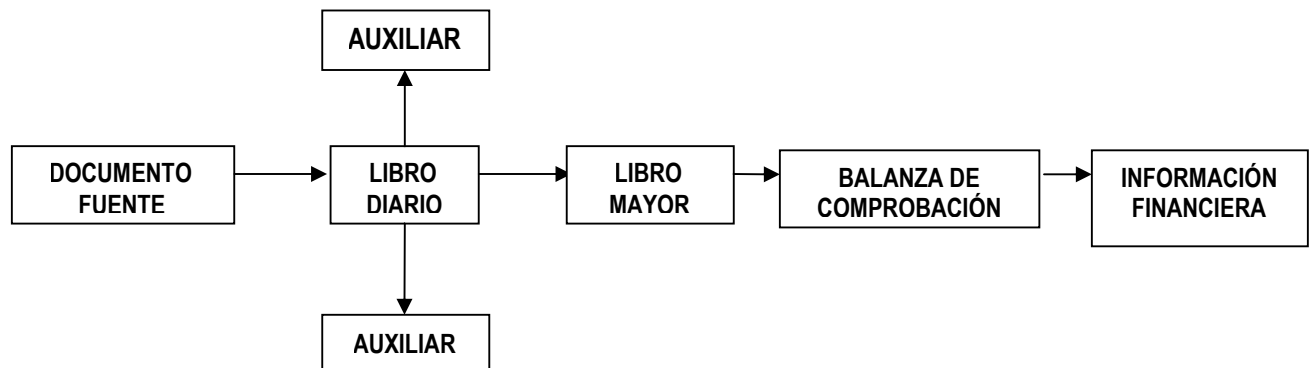 AUXILIAR
DOCUMENTO
FUENTE
LIBRO
DIARIO
LIBRO
MAYOR
BALANZA DE
COMPROBACIÓN
INFORMACIÓN
FINANCIERA
AUXILIAR